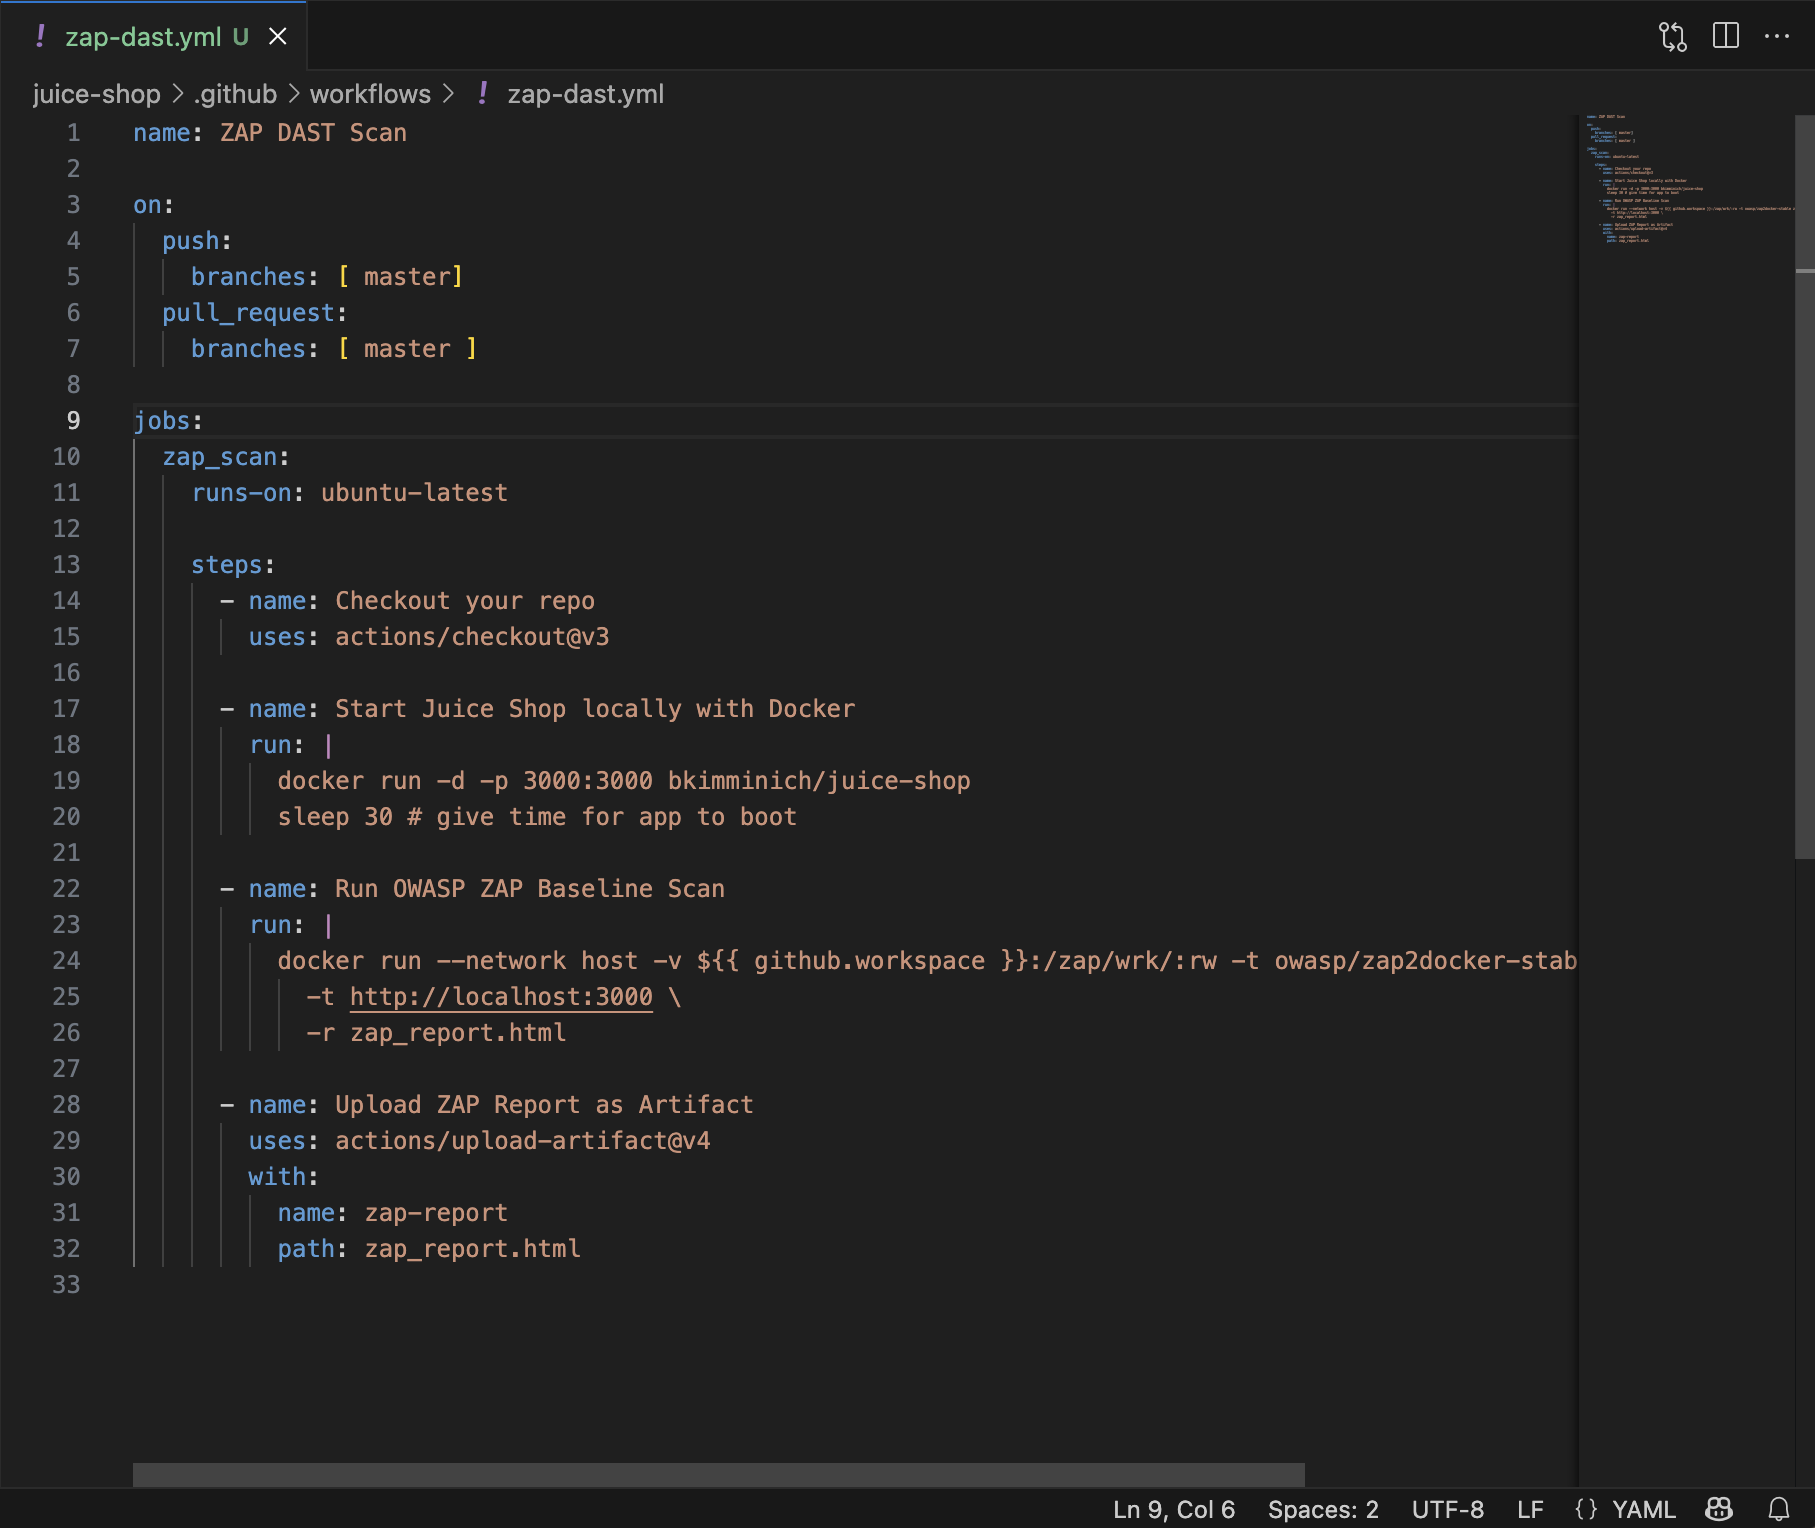 ! zap-dast.yml U
juice-shop > .github > workflows > ! zap-dast.yml
1 name: ZAP DAST Scan
2
3 on:
4 push:
5 branches: [ master]
6 pull_request:
7 branches: [ master ]
8
9 jobs:
10 zap_scan:
11 runs-on: ubuntu-latest
12
13 steps:
14 - name: Checkout your repo
15 uses: actions/checkout@v3
16
17 - name: Start Juice Shop locally with Docker
18 run: |
19 docker run -d -p 3000:3000 bkimminich/juice-shop
20 sleep 30 # give time for app to boot
21
22 - name: Run OWASP ZAP Baseline Scan
23 run: |
24 docker run --network host -v ${{ github.workspace }}:/zap/wrk/:rw -t owasp/zap2docker-stab
25 -t http://localhost:3000 \
26 -r zap_report.html
27
28 - name: Upload ZAP Report as Artifact
29 uses: actions/upload-artifact@v4
30 with:
31 name: zap-report
32 path: zap_report.html
33
Ln 9, Col 6 Spaces: 2 UTF-8 LF {} YAML